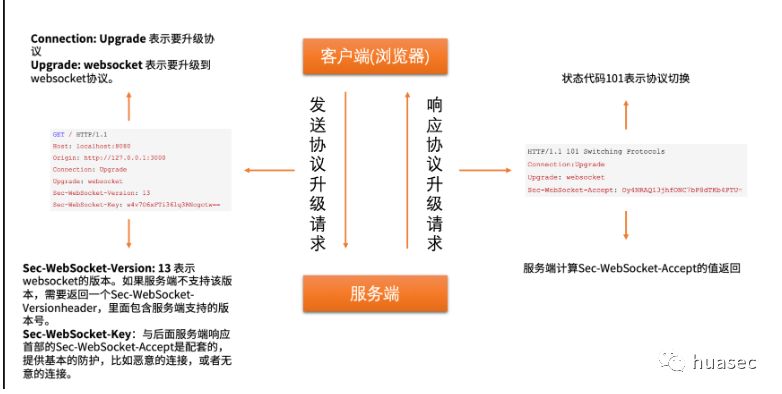 Connection: Upgrade 表示要升级协
议
Upgrade: websocket 表示要升级到
websocket协议。
GET / HTTP/1.1
Host: localhost:8080
Origin: http://127.0.0.1:3000
Connection: Upgrade
Upgrade: websocket
Sec-WebSocket-Version: 13
Sec-WebSocket-Key:
Sec-WebSocket-Version: 13 表示
websocket的版本。如果服务端不支持该版
本，需要返回一个Sec-WebSocket-
Versionheader，里面包含服务端支持的版
本号。
Sec-WebSocket-Key：与后面服务端响应
首部的Sec-WebSocket-Accept是配套的，
提供基本的防护，比如恶意的连接，或者无
意的连接。
客户端(浏览器)
发送协议升级请求
响应协议升级请求
服务端
状态代码101表示协议切换
HTTP/1.1 101 Switching Protocols
Connection:Upgrade
Upgrade: websocket
Sec-WebSocket-Accept:
服务端计算Sec-WebSocket-Accept的值返回
huasec